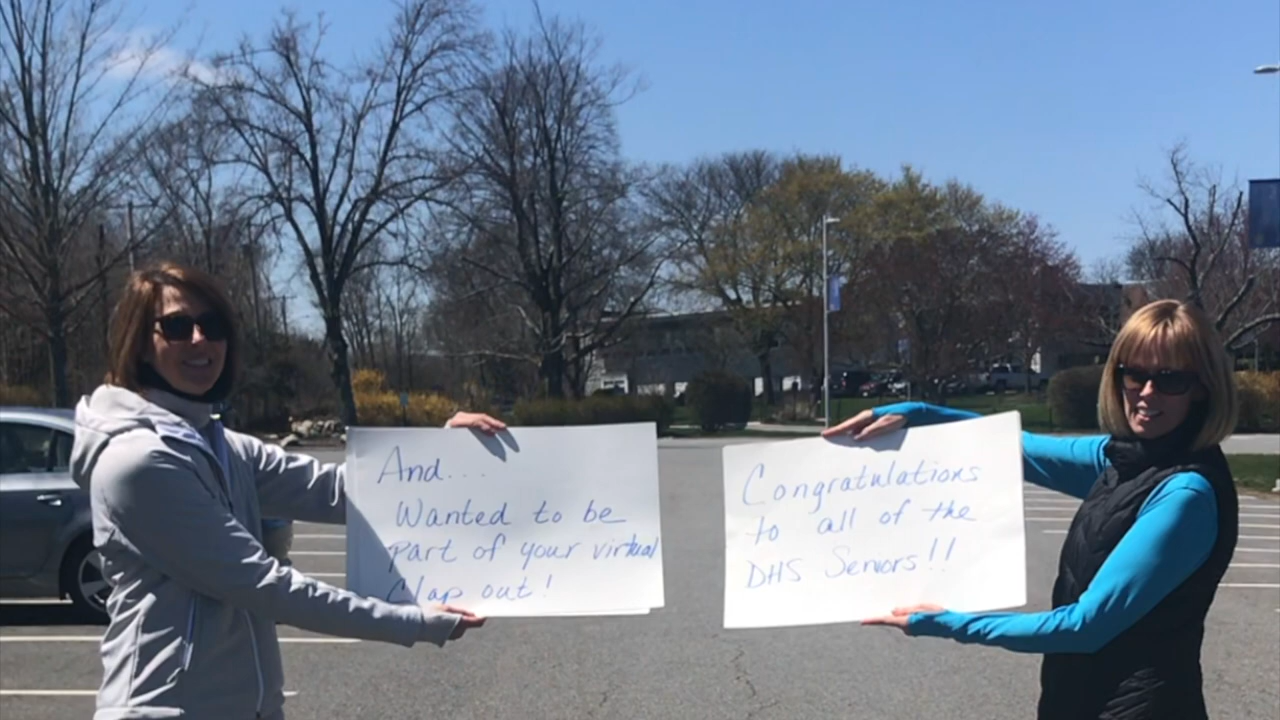 And....
Wanted to be
part of your virtual
Clap out!
Congratulations
to all of the
DHS Seniors!!